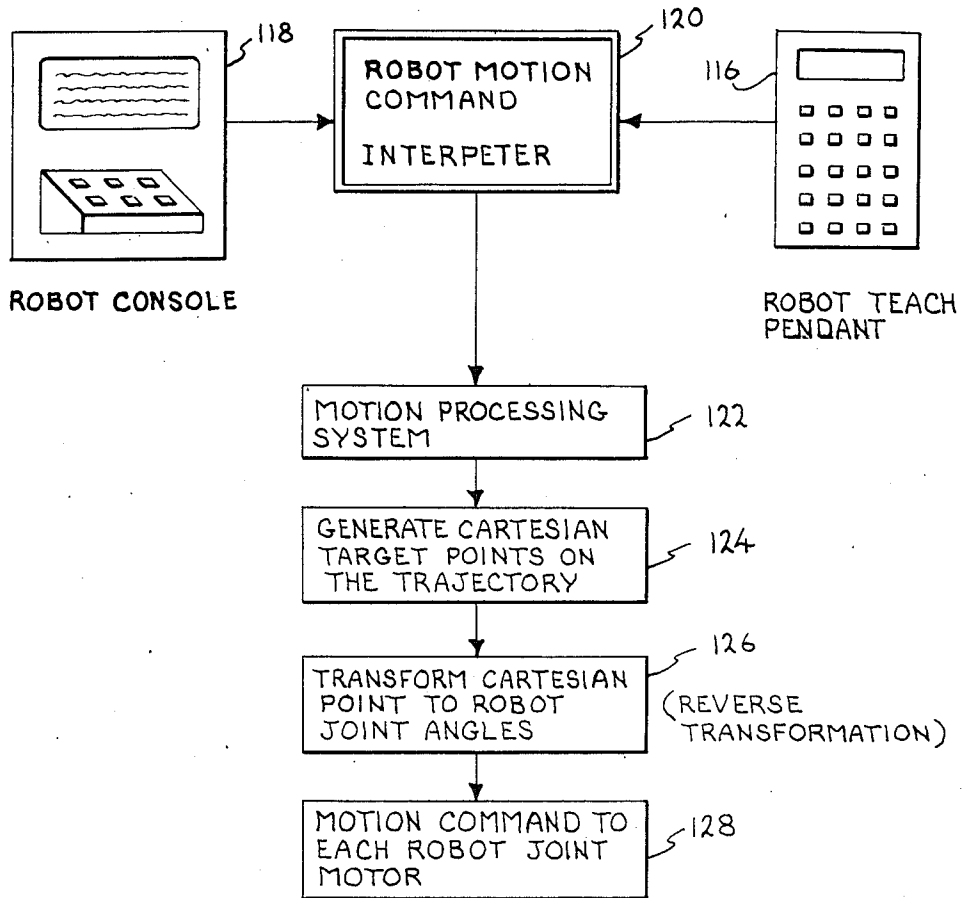 118
120
116
ROBOT MOTION
COMMAND
INTERPETER
ROBOT CONSOLE
ROBOT TEACH
PENDANT
MOTION PROCESSING
SYSTEM
122
GENERATE CARTESIAN
TARGET POINTS ON
THE TRAJECTORY
124
TRANSFORM CARTESIAN
POINT TO ROBOT
JOINT ANGLES
126
(REVERSE
TRANSFORMATION)
MOTION COMMAND TO
EACH ROBOT JOINT
MOTOR
128